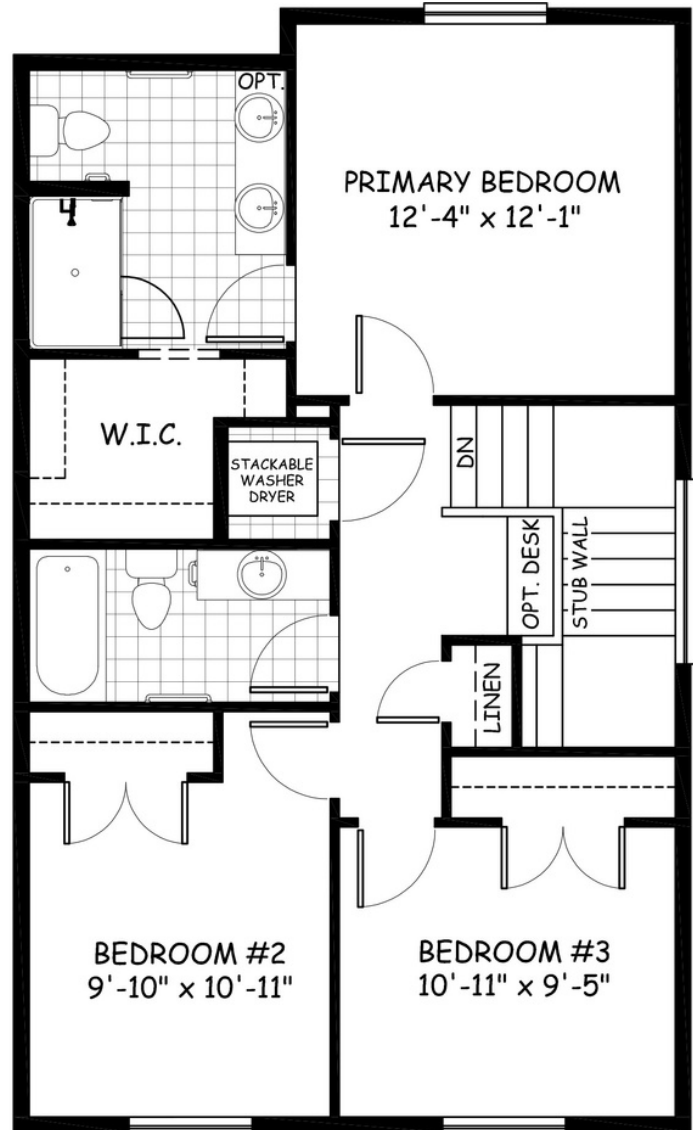 OPT.
PRIMARY BEDROOM
12'-4" x 12'-1"
W.I.C.
STACKABLE
WASHER
DRYER
DN
OPT. DESK
STUB WALL
LINEN
BEDROOM #2
9'-10" x 10'-11"
BEDROOM #3
10'-11" x 9'-5"